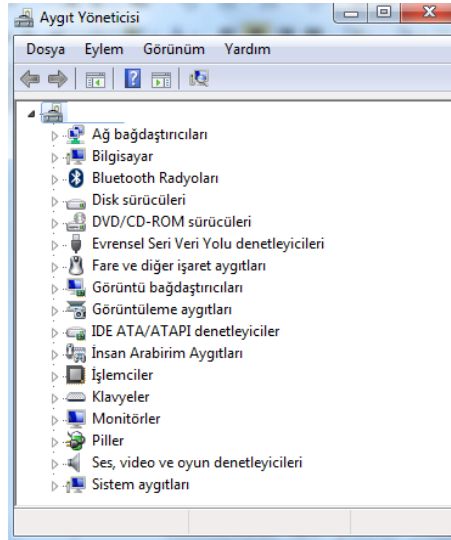 Aygıt Yöneticisi
Dosya Eylem Görünüm Yardım
Ağ bağdaştırıcıları
Bilgisayar
Bluetooth Radyoları
Disk sürücüleri
DVD/CD-ROM sürücüleri
Evrensel Seri Veri Yolu denetleyicileri
Fare ve diğer işaret aygıtları
Görüntü bağdaştırıcıları
Görüntüleme aygıtları
IDE ATA/ATAPI denetleyiciler
İnsan Arabirim Aygıtları
İşlemciler
Klavyeler
Monitörler
Piller
Ses, video ve oyun denetleyicileri
Sistem aygıtları